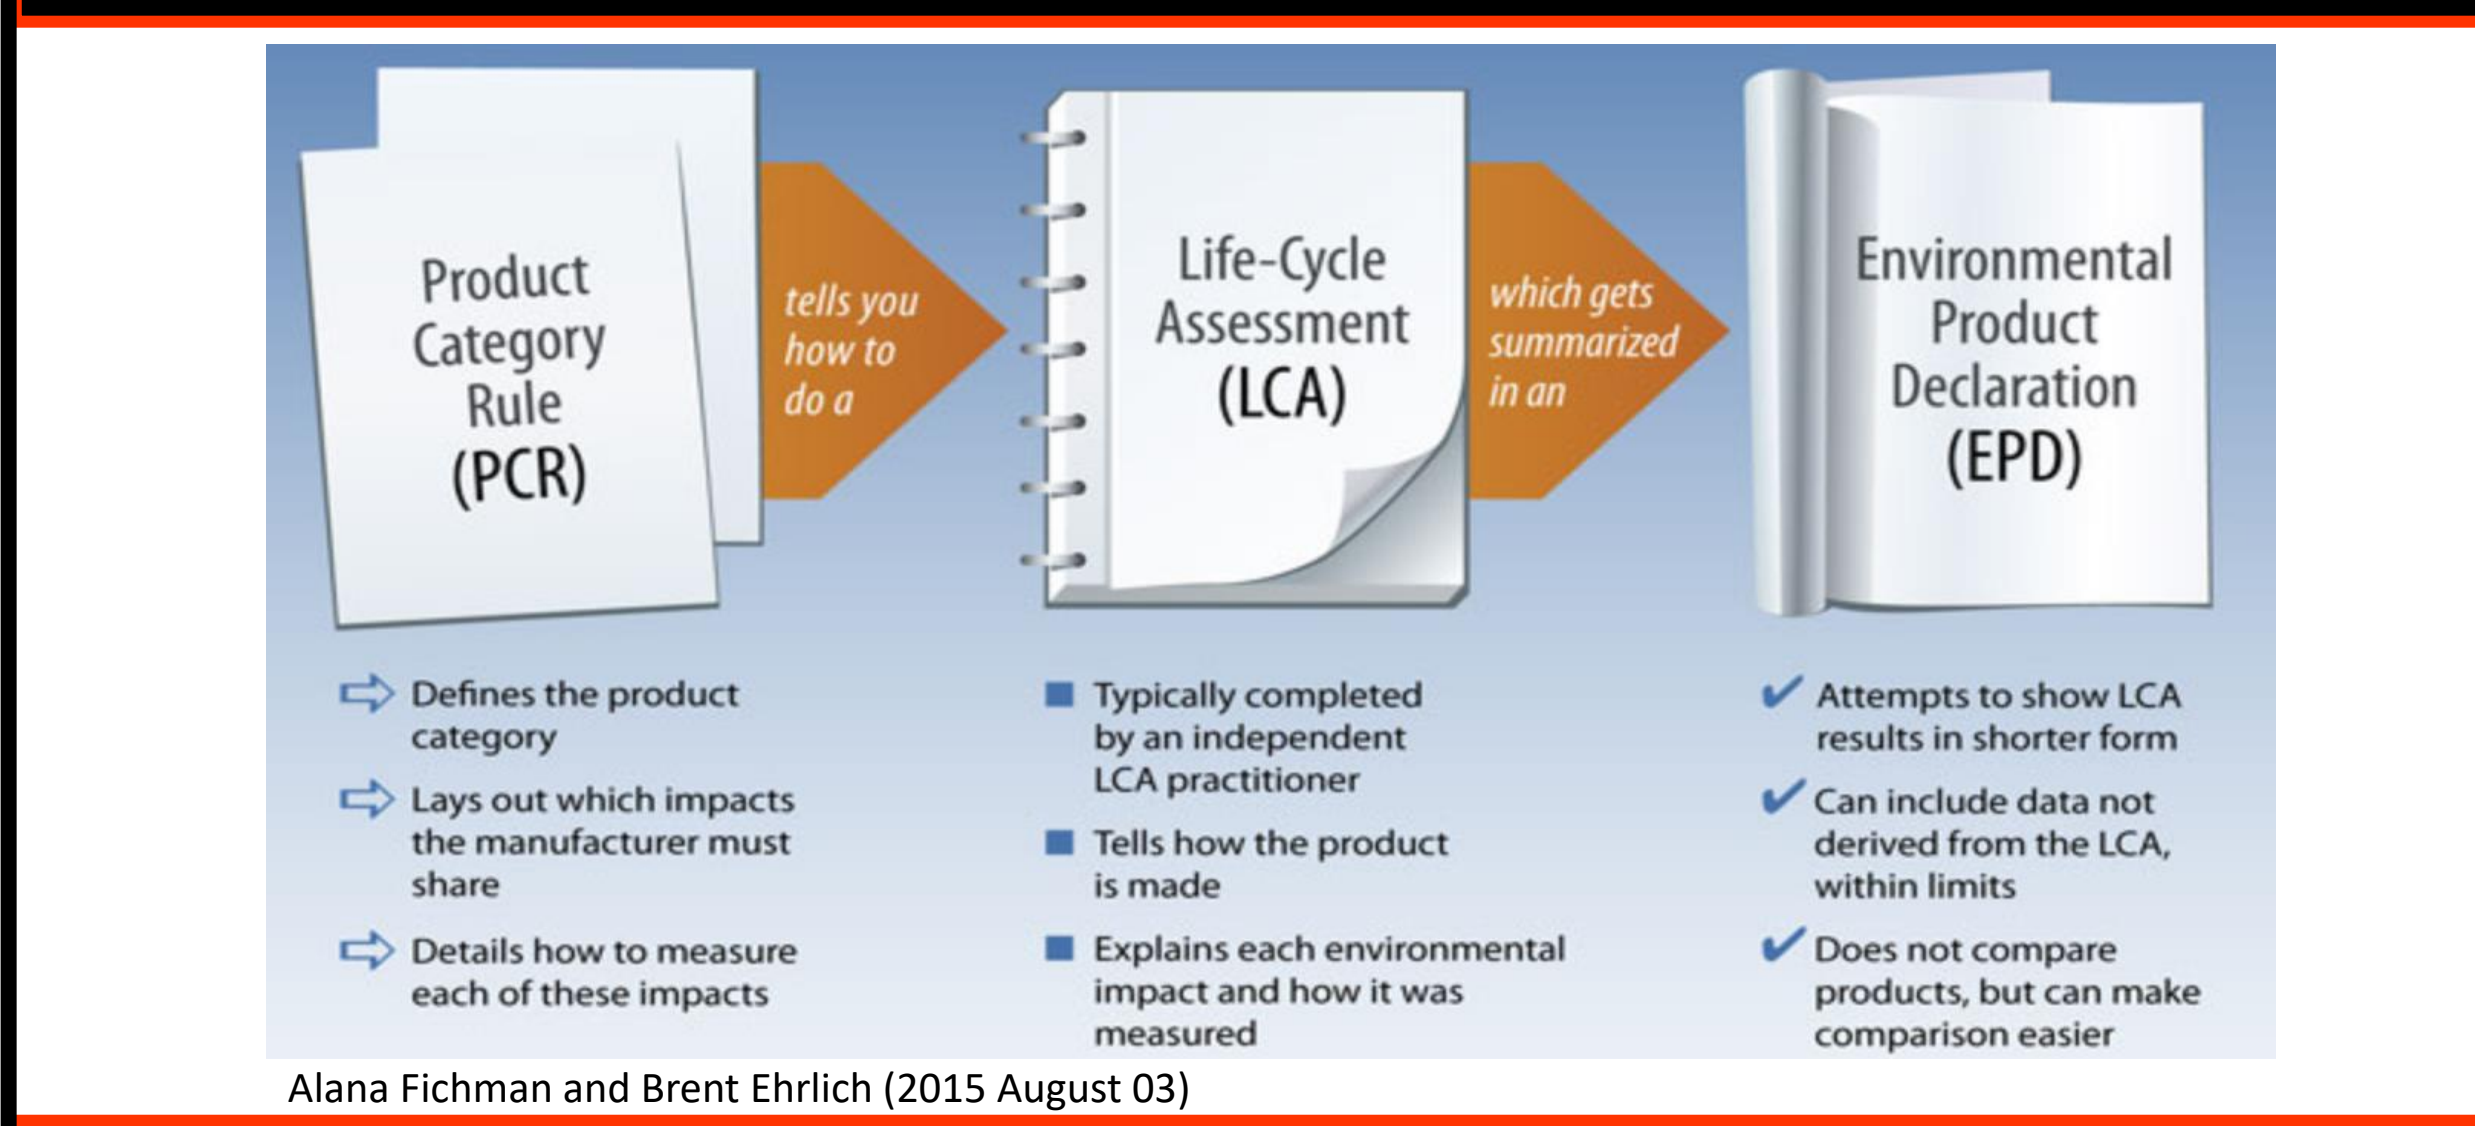 Product
Category
Rule
(PCR)
tells you
how to
do a
Life-Cycle
Assessment
(LCA)
which gets
summarized
in an
Environmental
Product
Declaration
(EPD)
Defines the product
category
Lays out which impacts
the manufacturer must
share
Details how to measure
each of these impacts
Typically completed
by an independent
LCA practitioner
Tells how the product
is made
Explains each environmental
impact and how it was
measured
Attempts to show LCA
results in shorter form
Can include data not
derived from the LCA,
within limits
Does not compare
products, but can make
comparison easier
Alana Fichman and Brent Ehrlich (2015 August 03)